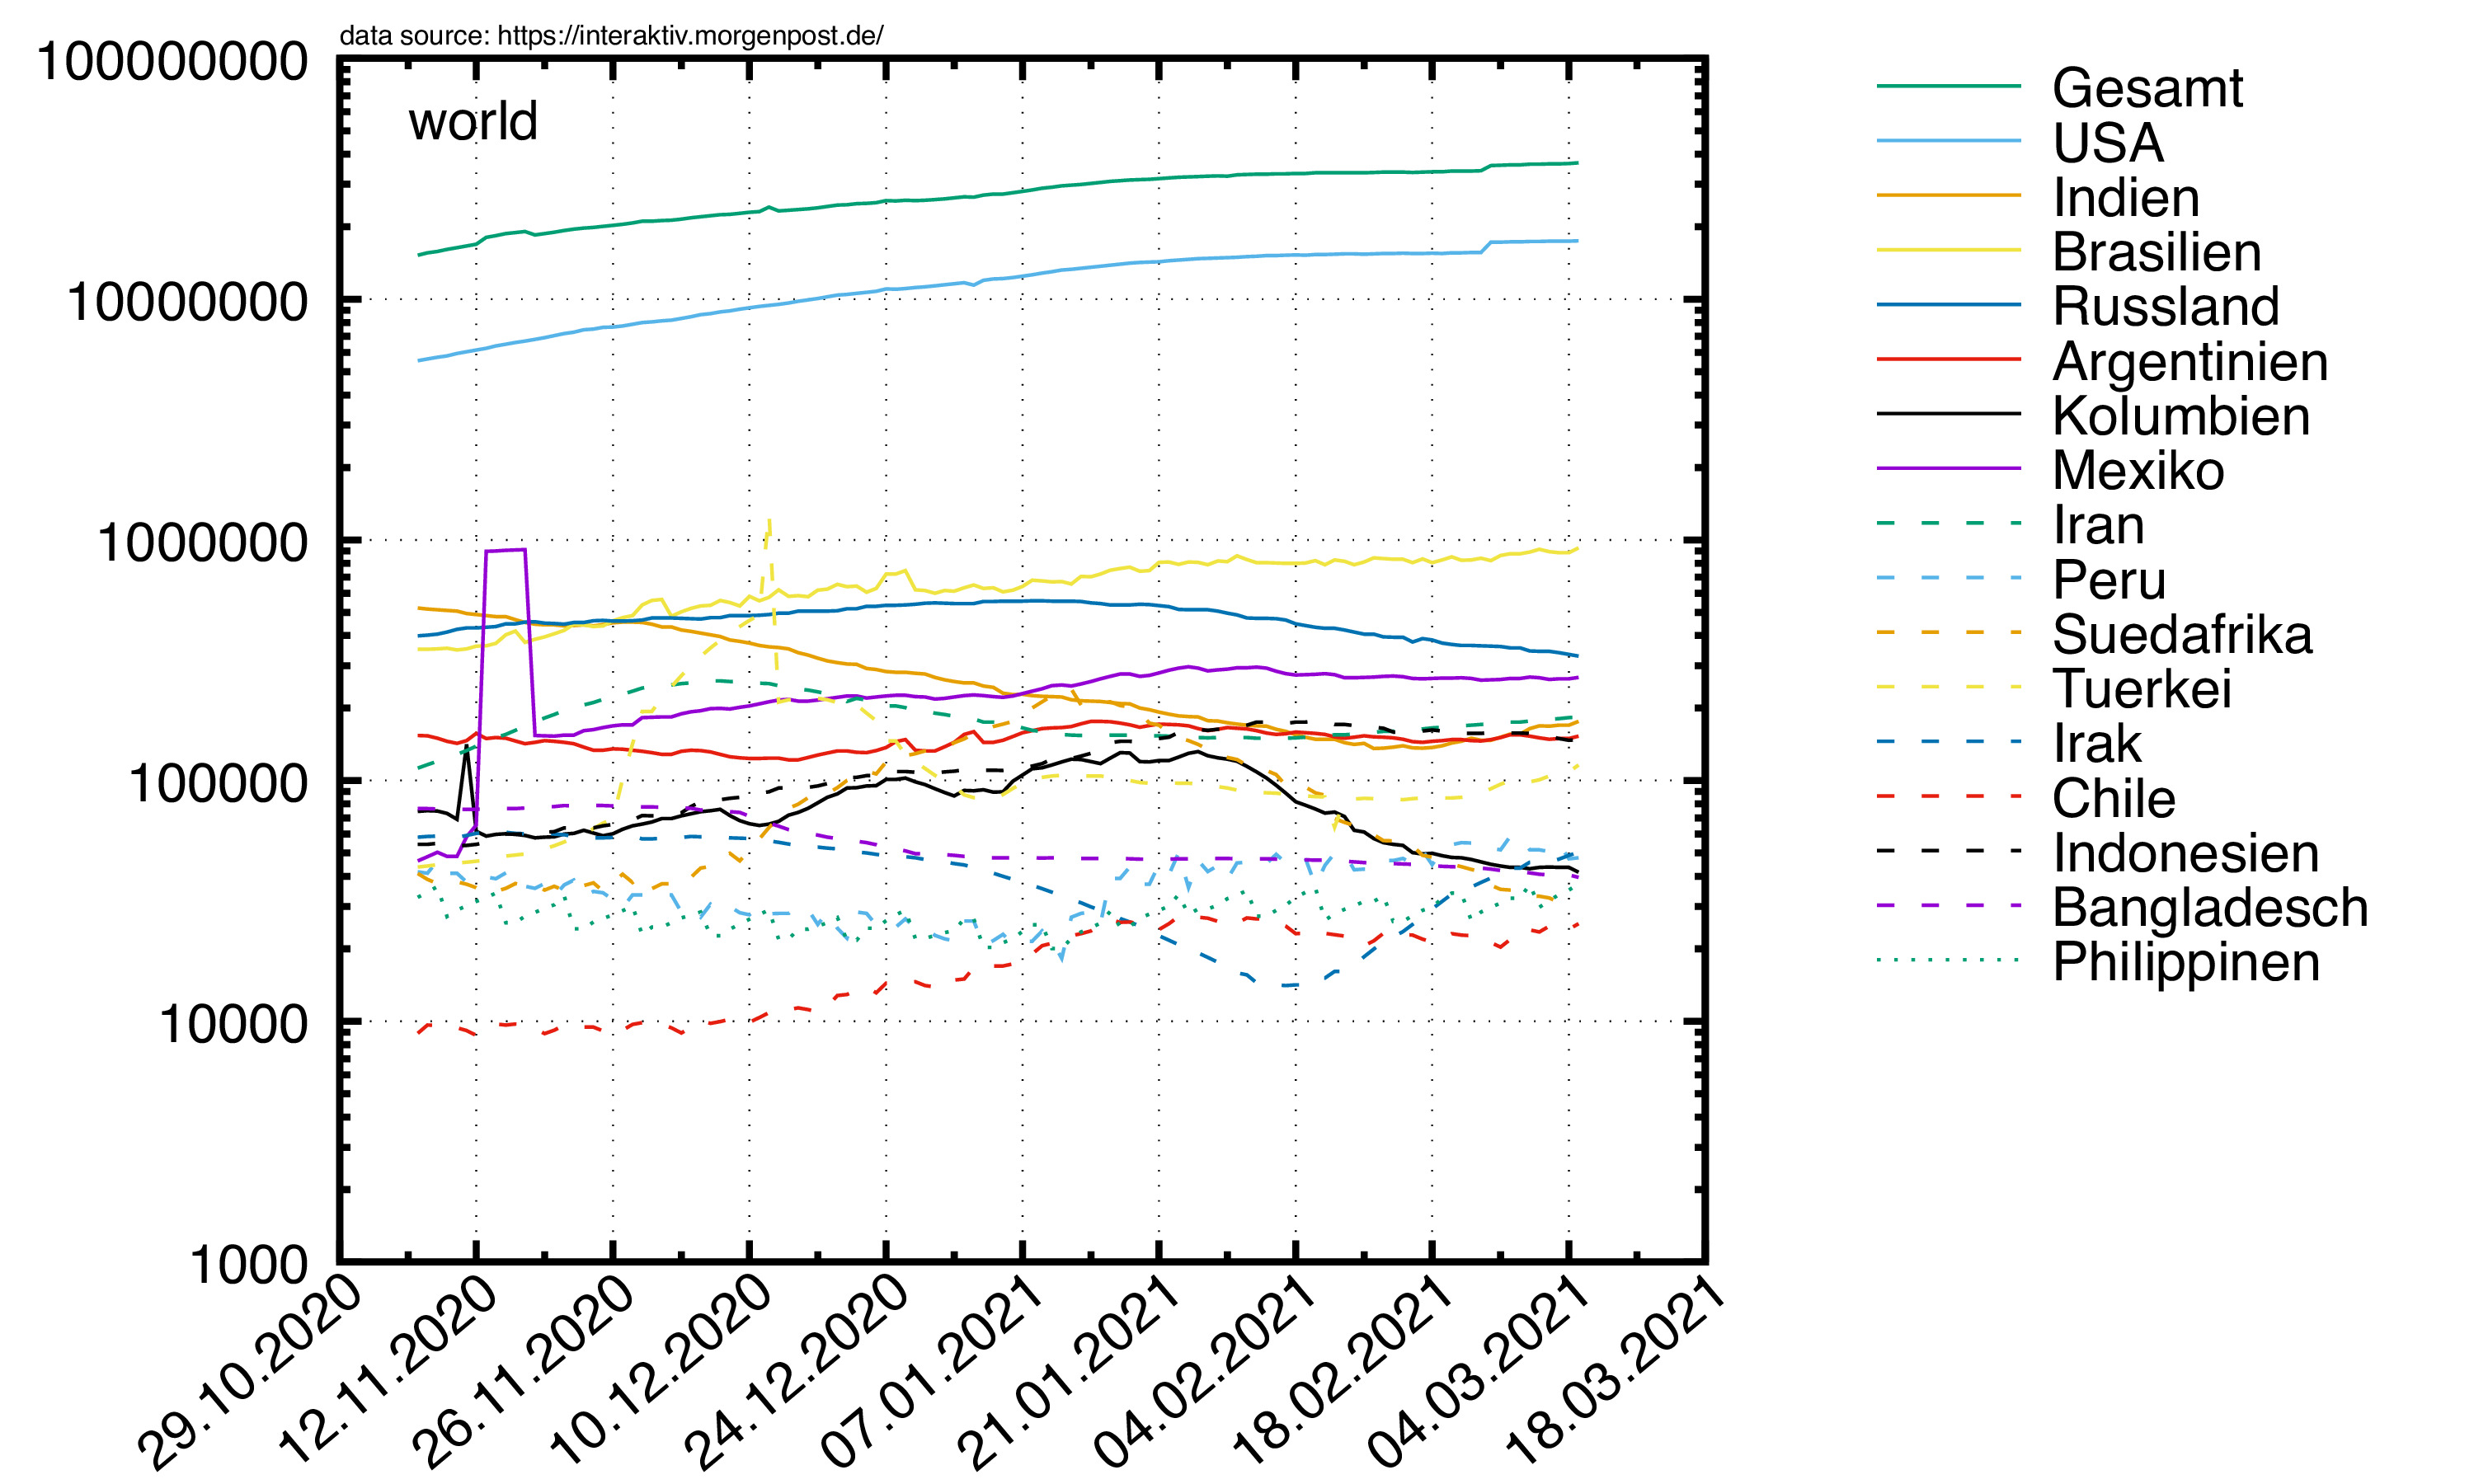 data source: https://interaktiv.morgenpost.de/
world
100000000
10000000
1000000
100000
10000
1000
29.10.2020
12.11.2020
26.11.2020
10.12.2020
24.12.2020
07.01.2021
21.01.2021
04.02.2021
18.02.2021
04.03.2021
18.03.2021
Gesamt
USA
Indien
Brasilien
Russland
Argentinien
Kolumbien
Mexiko
Iran
Peru
Suedafrika
Tuerkei
Irak
Chile
Indonesien
Bangladesch
Philippinen